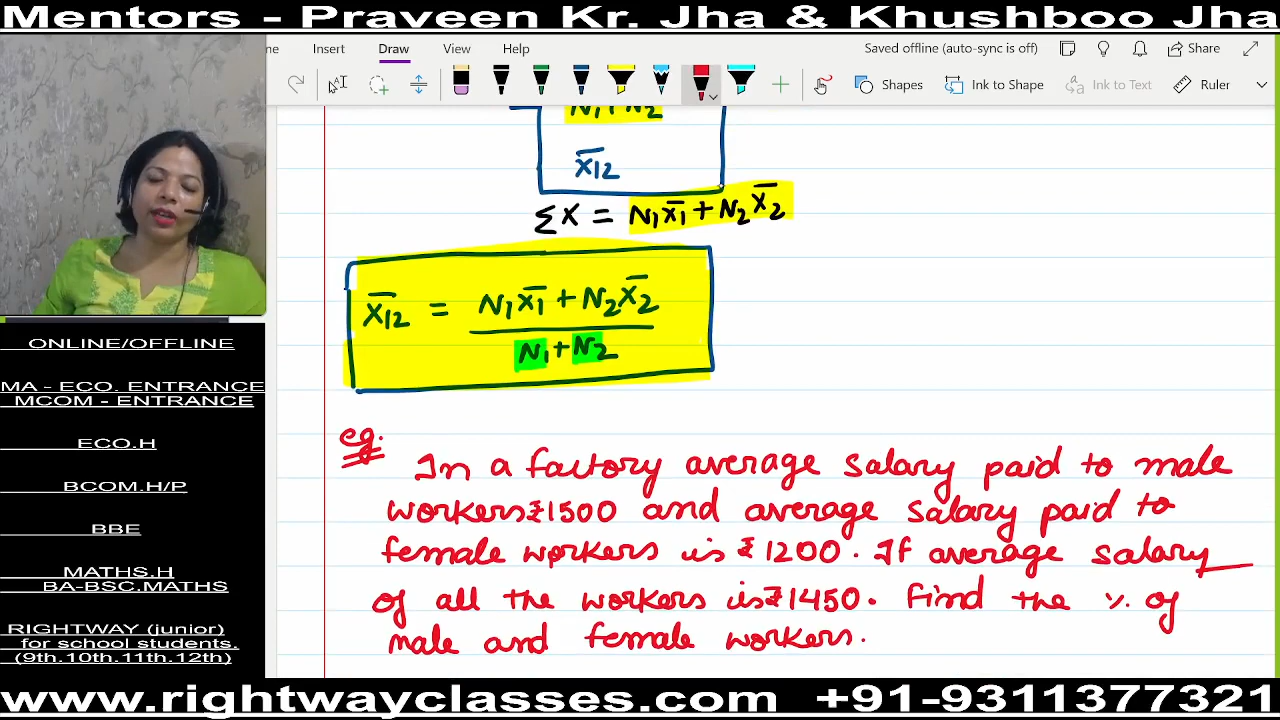 Mentors - Praveen Kr. Jha & Khushboo Jha
Insert Draw View Help
Saved offline (auto-sync is off) Share
Shapes Ink to Shape Ink to Text Ruler
N₁+N₂
x̄₁₂
ΣX = N₁x̄₁ + N₂x̄₂
x̄₁₂ = N₁x̄₁ + N₂x̄₂
N₁ + N₂
eg.
In a factory average salary paid to male
workers ₹1500 and average salary paid to
female workers is ₹1200. If average salary
of all the workers is ₹1450. Find the % of
male and female workers.
ONLINE/OFFLINE
MA - ECO. ENTRANCE
MCOM - ENTRANCE
ECO.H
BCOM.H/P
BBE
MATHS.H
BA-BSC.MATHS
RIGHTWAY (junior)
for school students.
(9th.10th.11th.12th)
www.rightwayclasses.com +91-9311377321